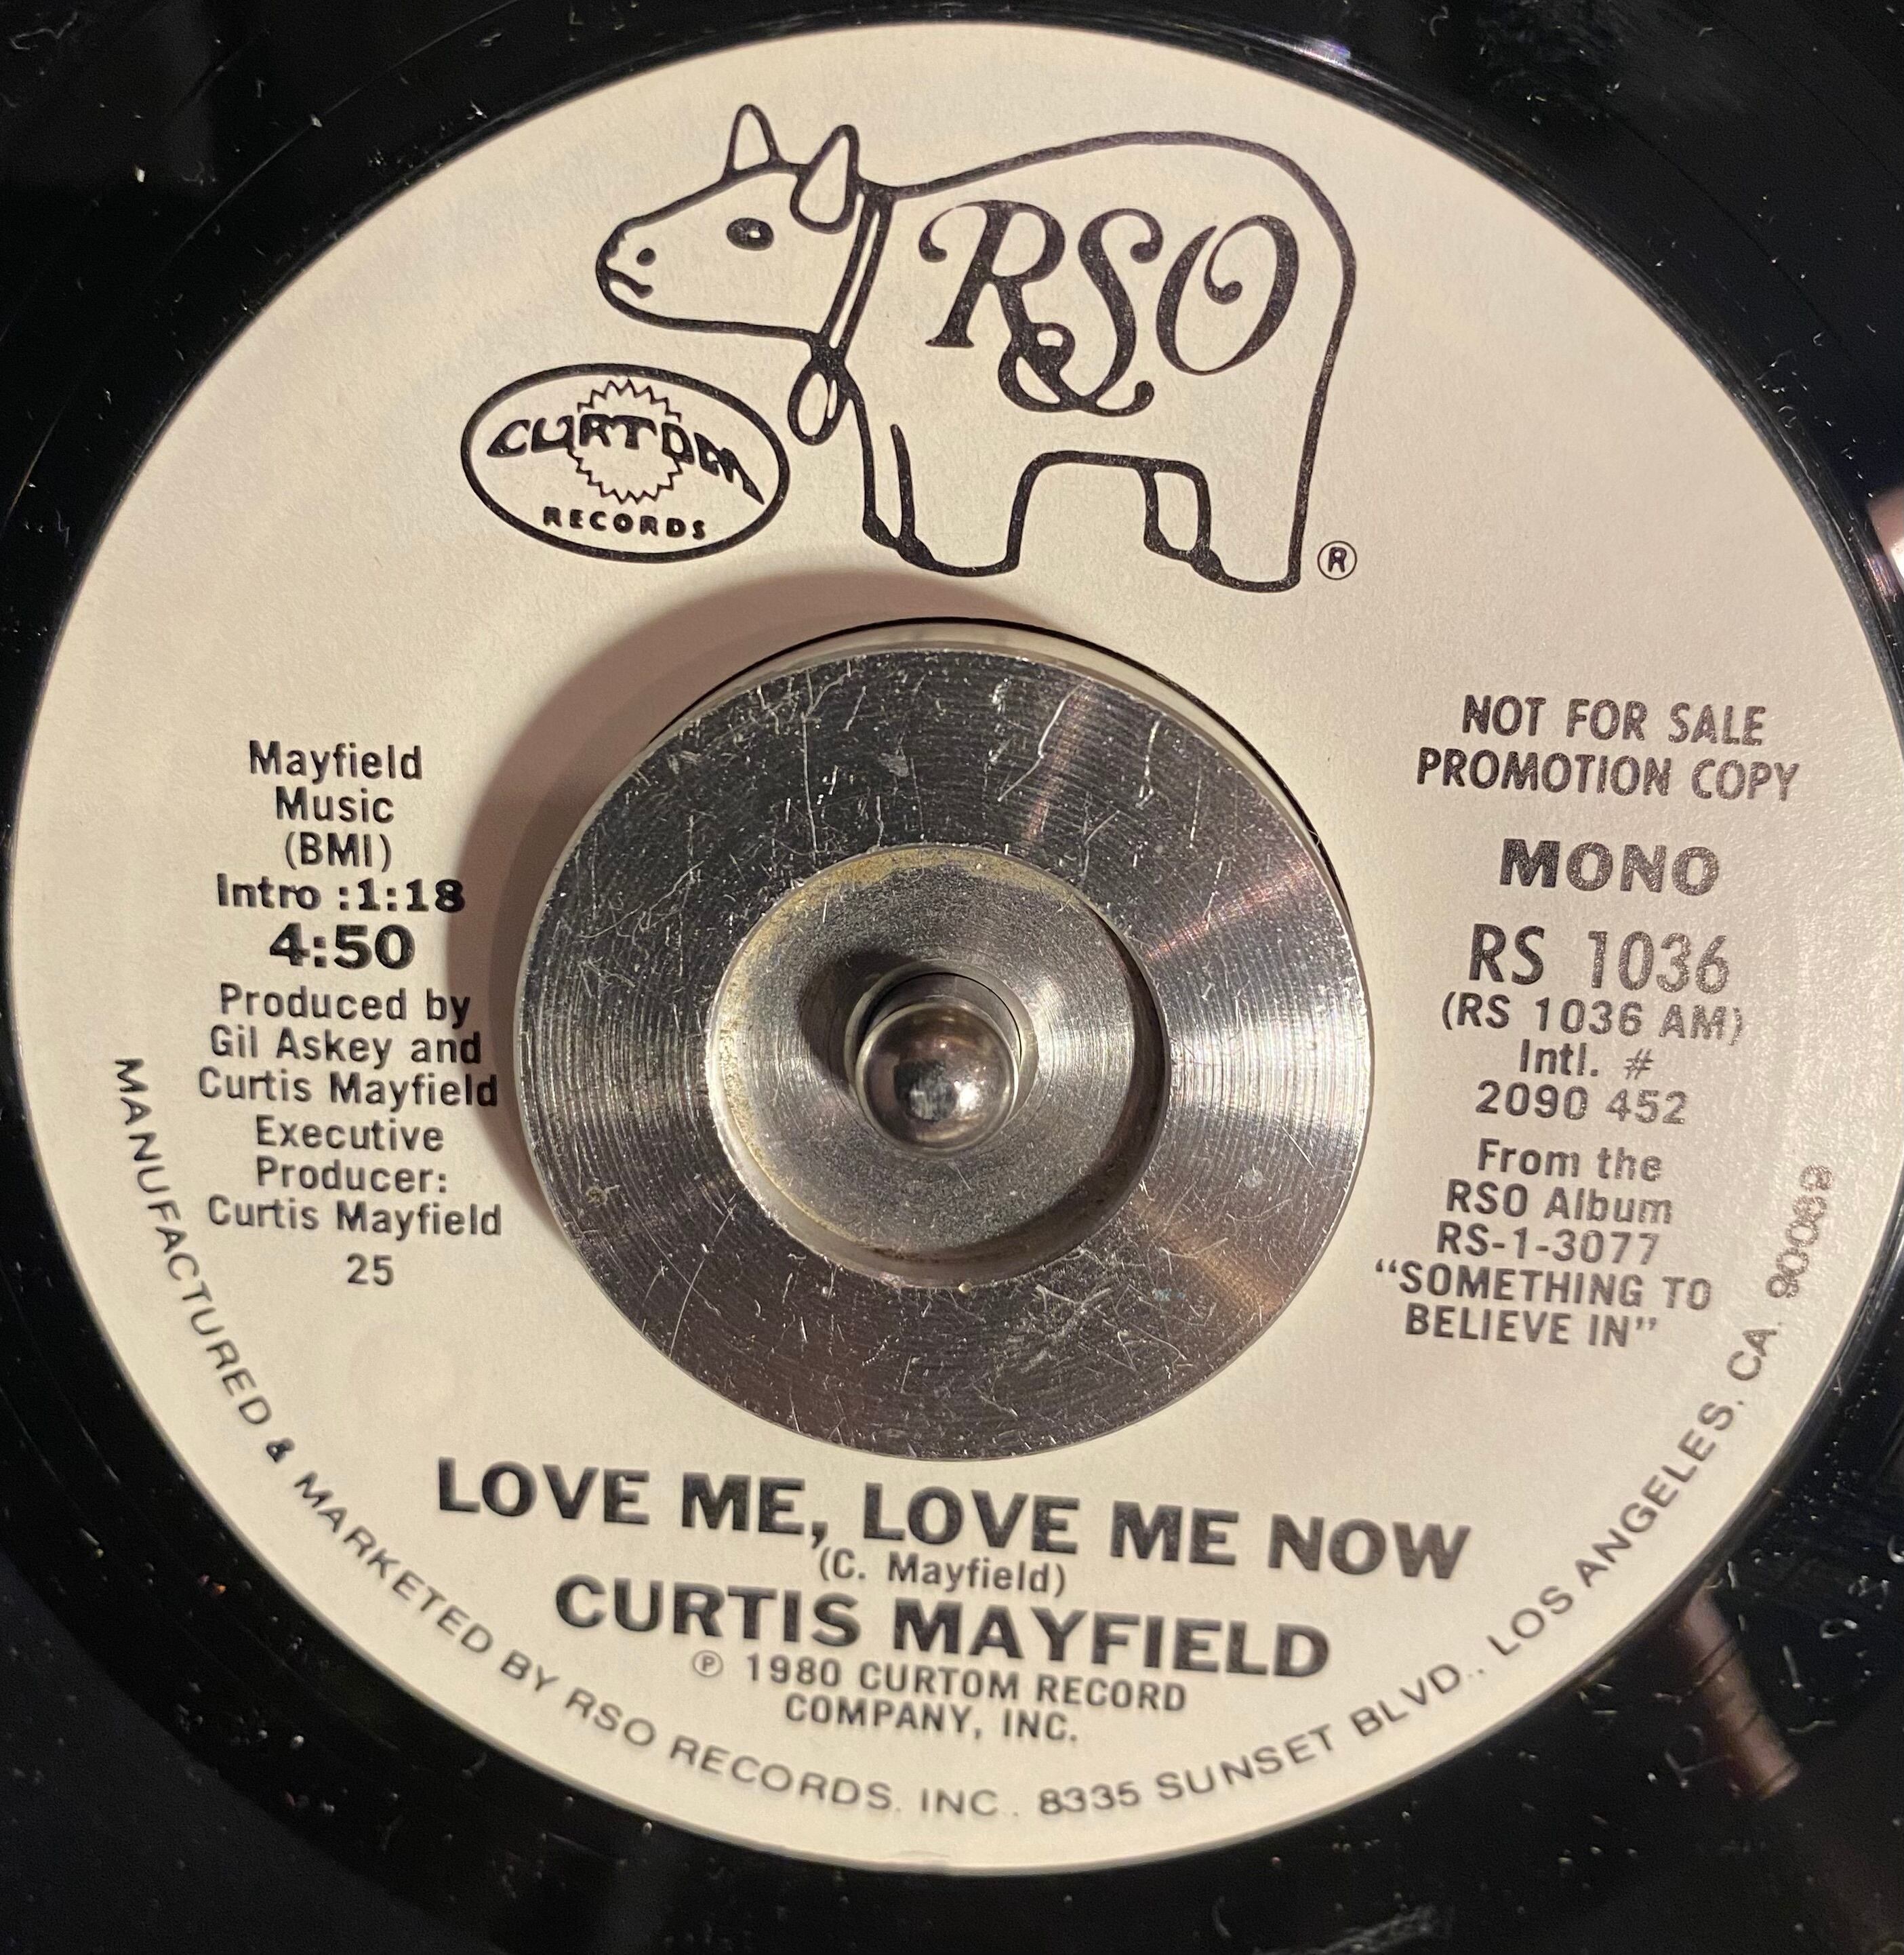 RSO
CURTOM
RECORDS
®
Mayfield
Music
(BMI)
Intro :1:18
4:50
Produced by
Gil Askey and
Curtis Mayfield
Executive
Producer:
Curtis Mayfield
25
NOT FOR SALE
PROMOTION COPY
MONO
RS 1036
(RS 1036 AM)
Intl. #
2090 452
From the
RSO Album
RS-1-3077
“SOMETHING TO
BELIEVE IN”
LOVE ME, LOVE ME NOW
(C. Mayfield)
CURTIS MAYFIELD
℗ 1980 CURTOM RECORD
COMPANY, INC.
MANUFACTURED & MARKETED BY RSO RECORDS, INC., 8335 SUNSET BLVD., LOS ANGELES, CA. 90069